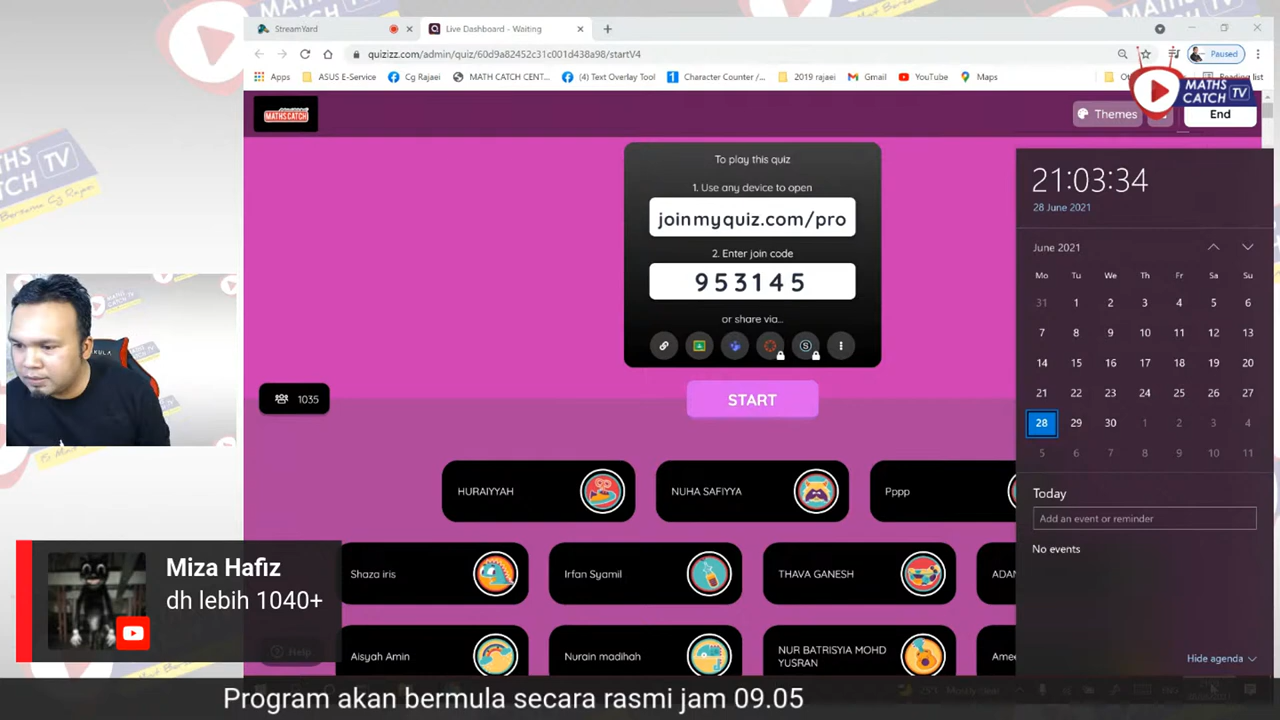 StreamYard
Live Dashboard - Waiting
quizizz.com/admin/quiz/60d9a82452c31c001d438a98/startV4
Paused
Apps
ASUS E-Service
Cg Rajaei
MATH CATCH CENT...
(4) Text Overlay Tool
Character Counter /...
2019 rajaei
Gmail
YouTube
Maps
Reading list
MATHS
CATCH TV
MATHS CATCH
Themes
End
To play this quiz
1. Use any device to open
joinmyquiz.com/pro
2. Enter join code
953145
or share via...
1035
START
21:03:34
28 June 2021
June 2021
Mo Tu We Th Fr Sa Su
31 1 2 3 4 5 6
7 8 9 10 11 12 13
14 15 16 17 18 19 20
21 22 23 24 25 26 27
28 29 30 1 2 3 4
5 6 7 8 9 10 11
Today
Add an event or reminder
No events
Hide agenda
HURAIYYAH
NUHA SAFIYYA
Pppp
Shaza iris
Irfan Syamil
THAVA GANESH
Aisyah Amin
Nurain madihah
NUR BATRISYIA MOHD
YUSRAN
Help
Miza Hafiz
dh lebih 1040+
Program akan bermula secara rasmi jam 09.05